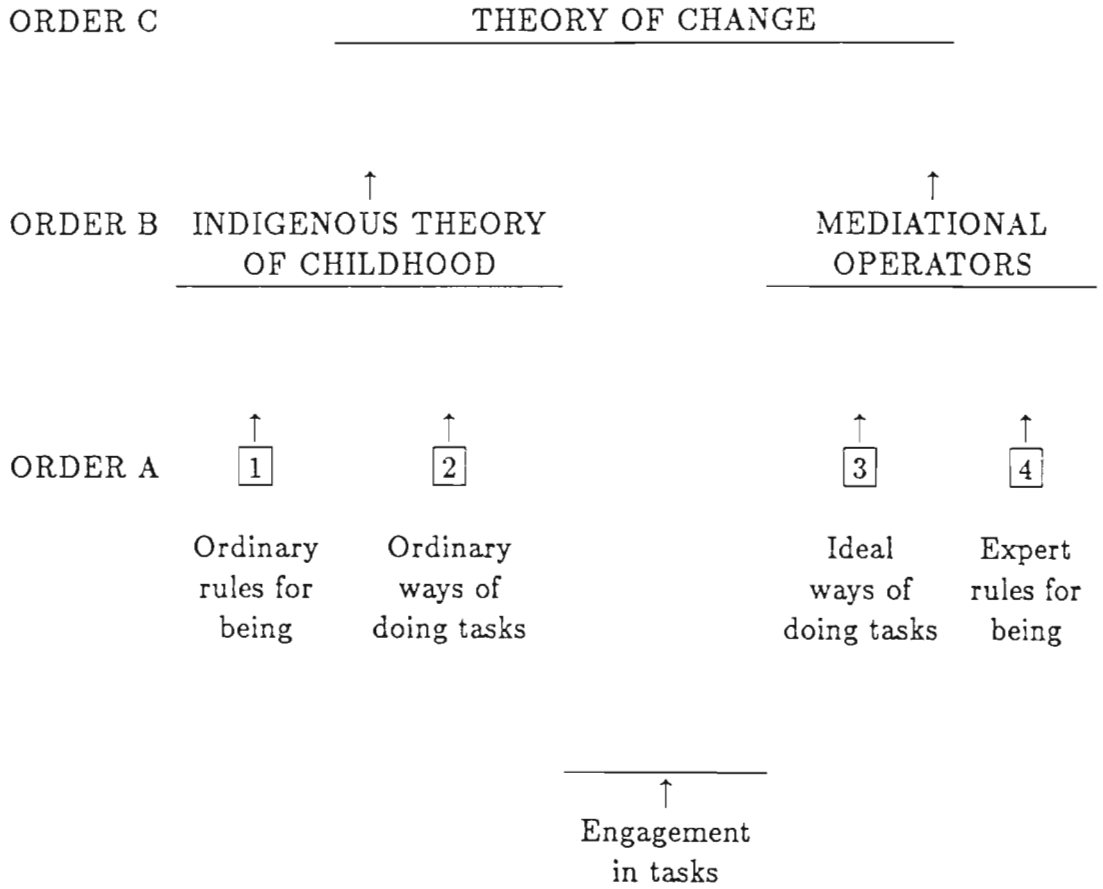 ORDER C THEORY OF CHANGE
↑ ↑
ORDER B INDIGENOUS THEORY MEDIATIONAL
OF CHILDHOOD OPERATORS
↑ ↑ ↑ ↑
ORDER A 1 2 3 4
Ordinary Ordinary Ideal Expert
rules for ways of ways of rules for
being doing tasks doing tasks being
↑
Engagement
in tasks